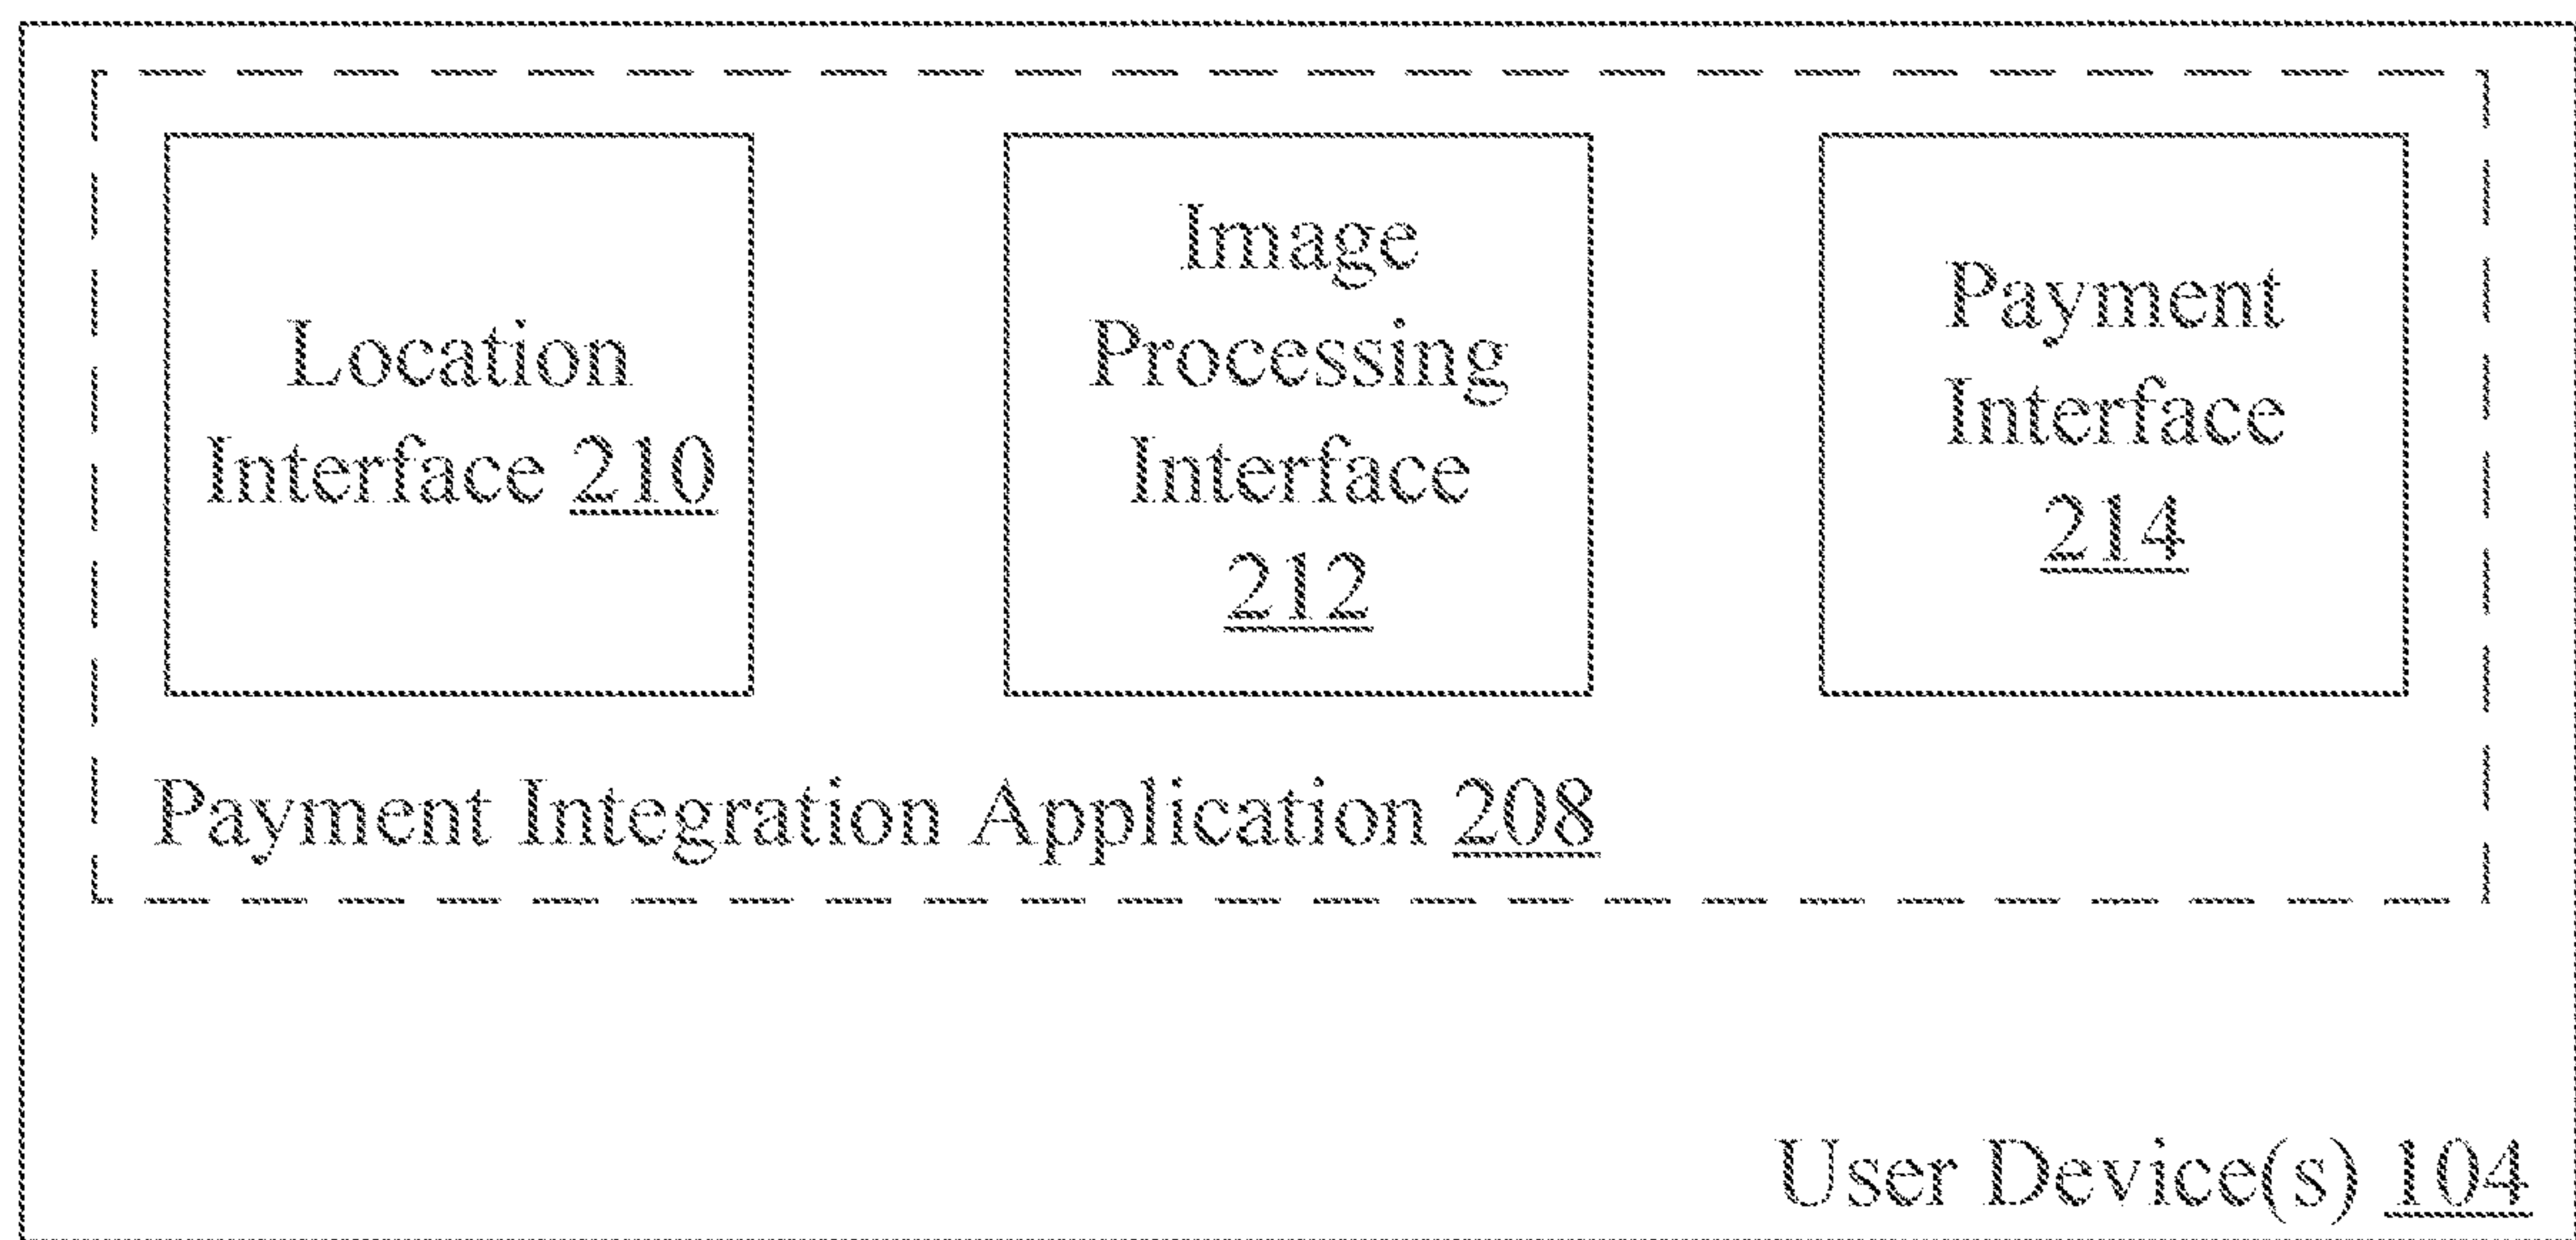 Location
Interface 210
Image
Processing
Interface
212
Payment
Interface
214
Payment Integration Application 208
User Device(s) 104